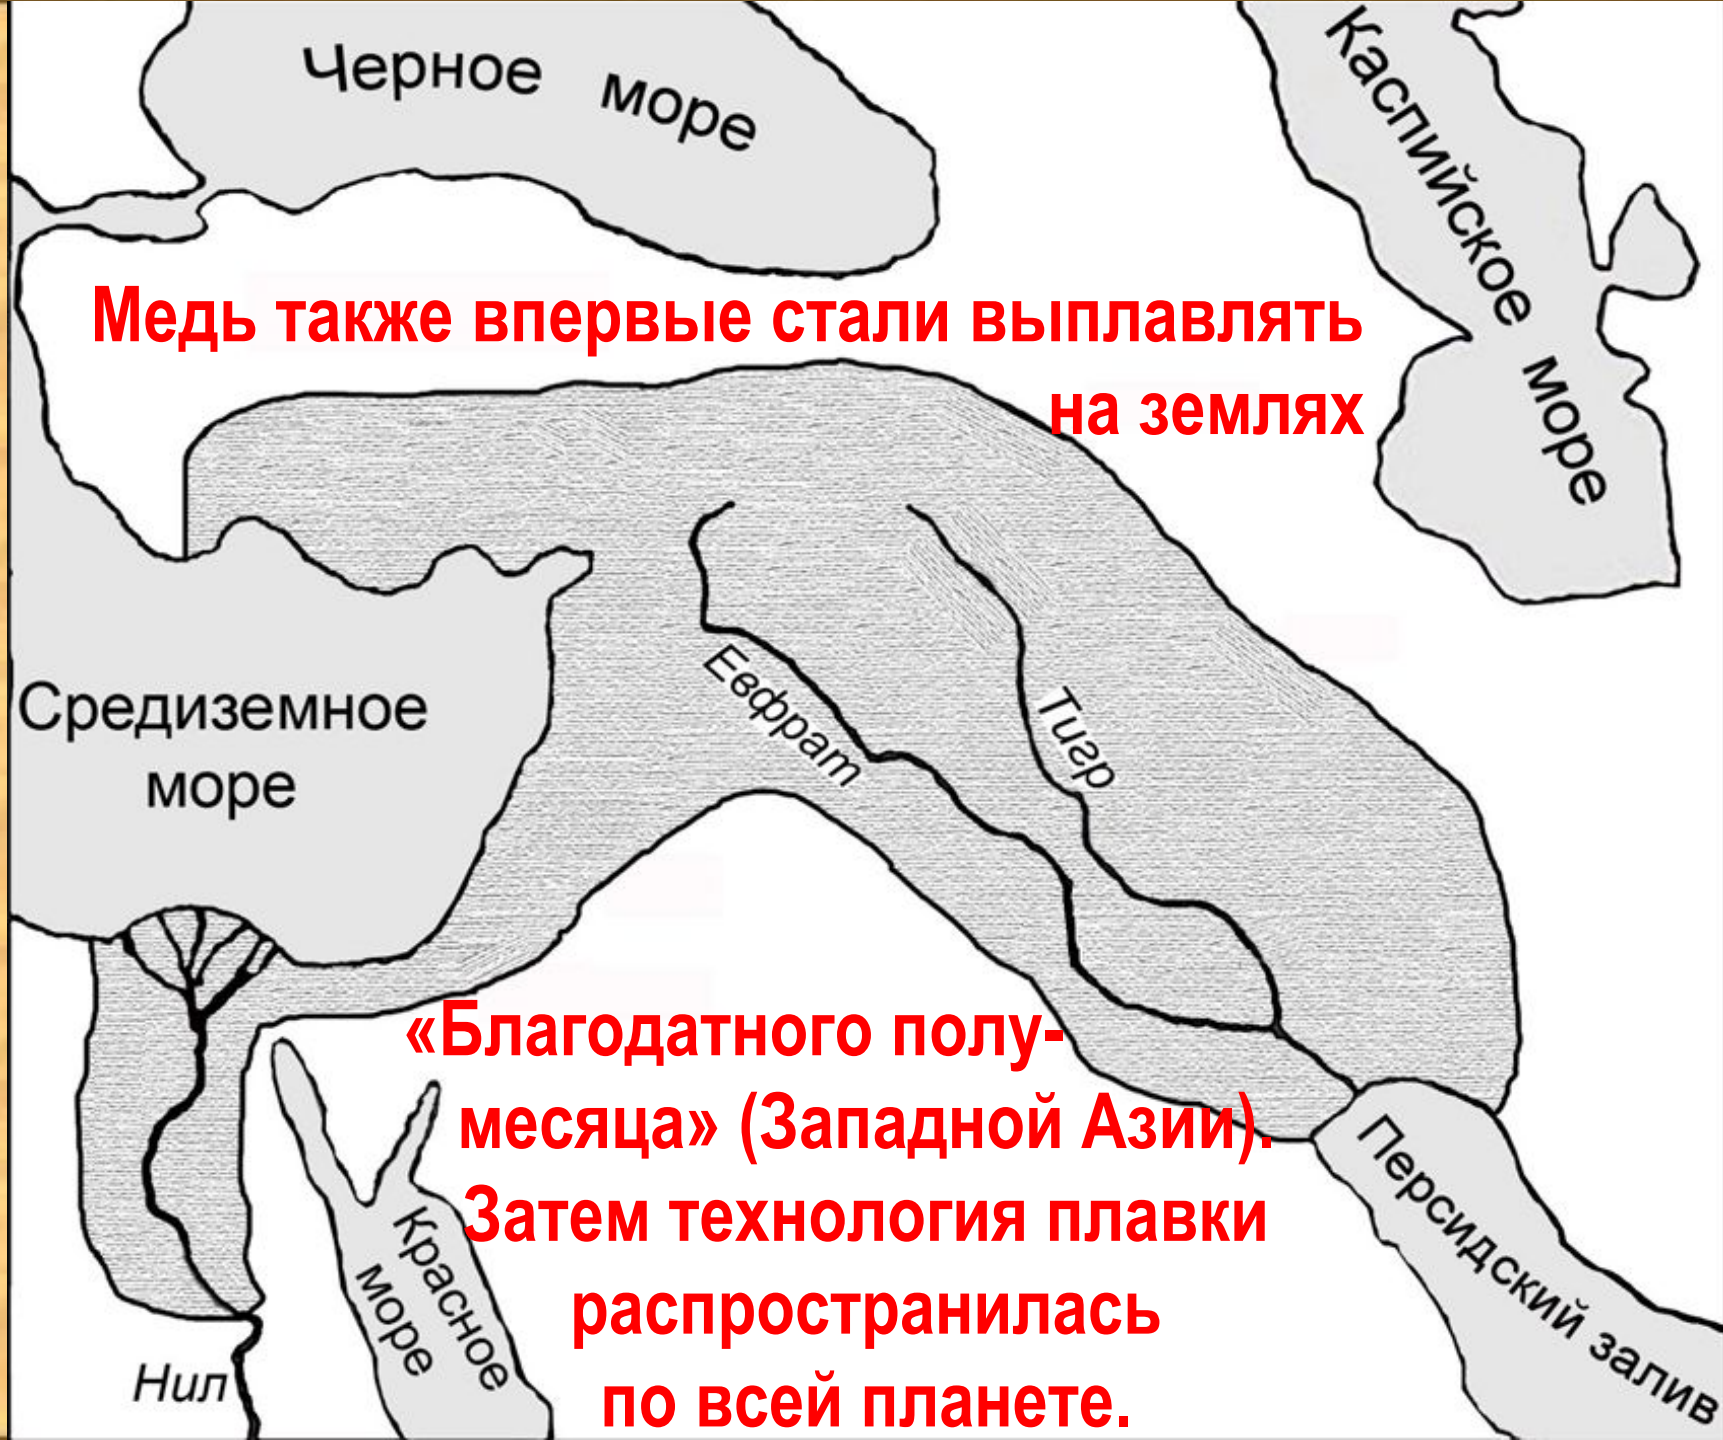 Черное море
Каспийское море
Медь также впервые стали выплавлять
на землях
Евфрат
Тигр
Средиземное
море
«Благодатного полу-
месяца» (Западной Азии).
Затем технология плавки
распространилась
по всей планете.
Красное
море
Персидский залив
Нил